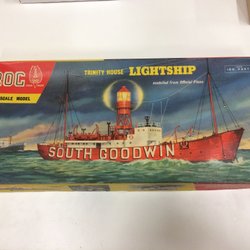 ROG
SCALE MODEL
TRINITY HOUSE LIGHTSHIP
modelled from Official Plans
SOUTH GOODWIN